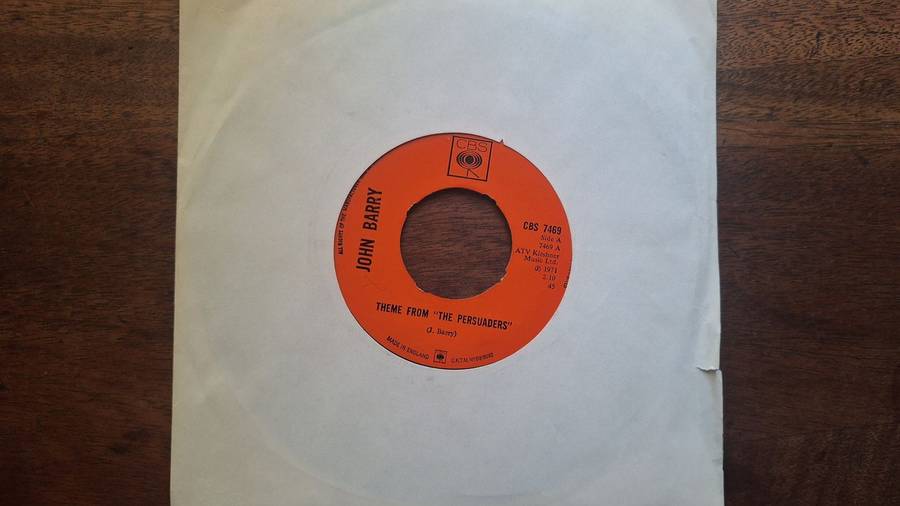 CBS
ALL RIGHTS OF THE
JOHN BARRY
CBS 7469
Side A
7469 A
ATV Kirshner
Music Ltd.
℗ 1971
2.10
45
THEME FROM "THE PERSUADERS"
(J. Barry)
MADE IN ENGLAND